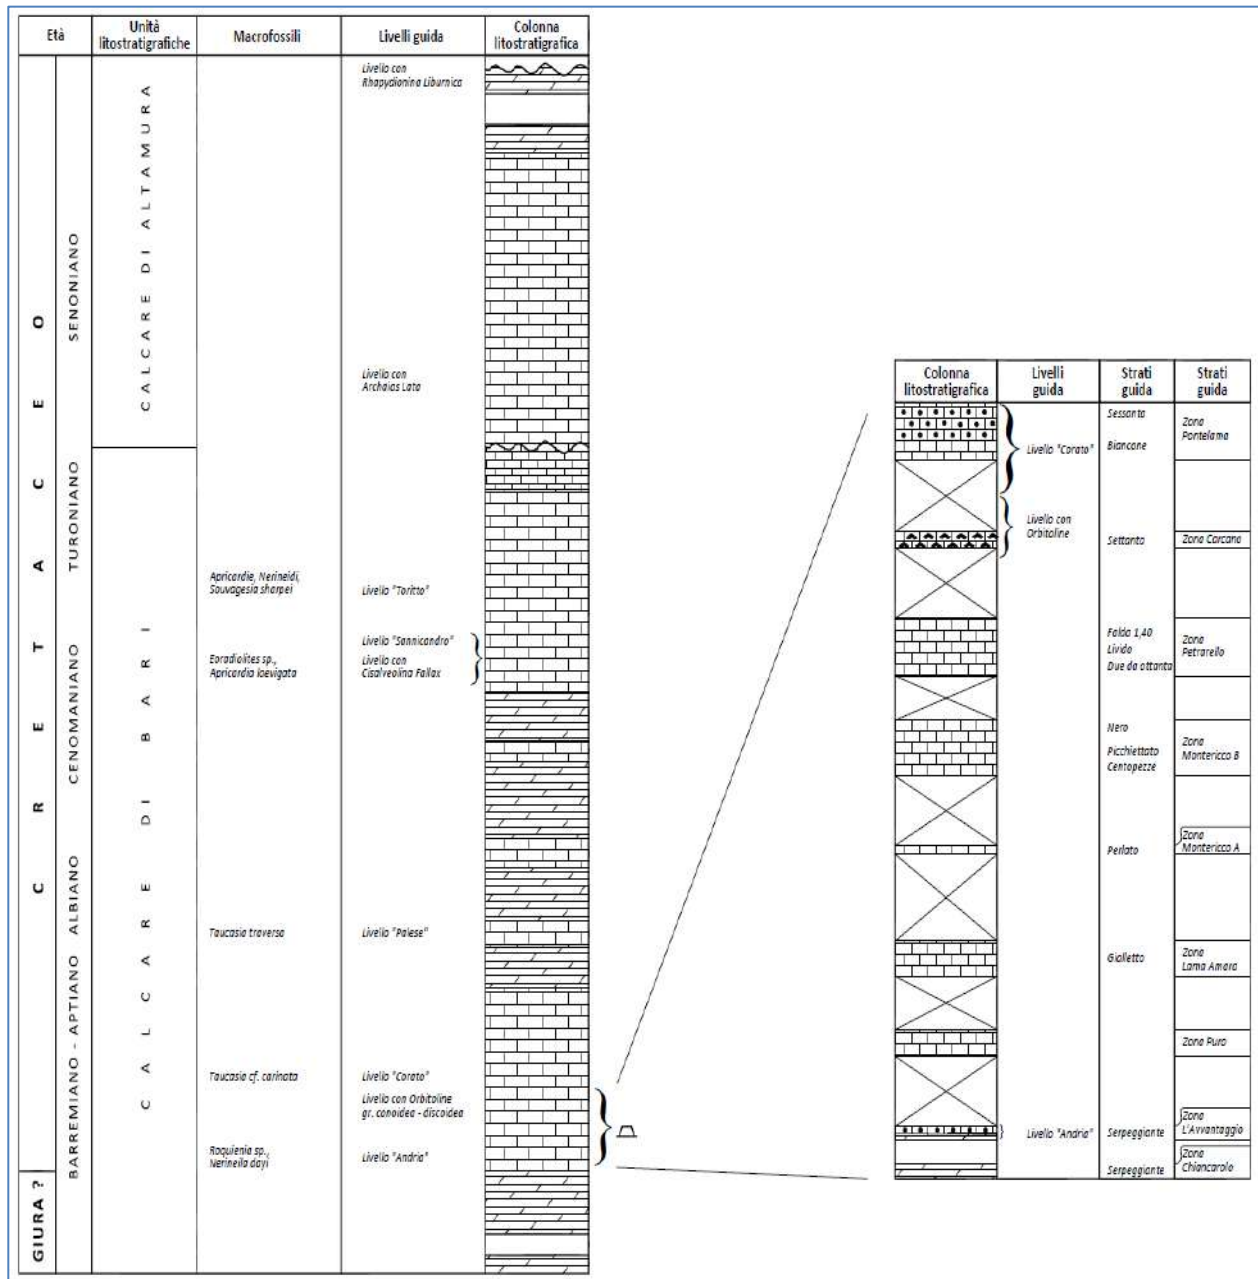 Età
Unità
litostratigrafiche
Macrofossili
Livelli guida
Colonna
litostratigrafica
CRETACEO
GIURA ?
SENONIANO
TURONIANO
CENOMANIANO
ALBIANO
BARREMIANO - APTIANO
CALCARE DI ALTAMURA
CALCARE DI BARI
Livello con
Rhapydionina Liburnica
Livello con
Archaias Lata
Apricardie, Nerineidi,
Sauvagesia sharpei
Livello "Toritto"
Livello "Sannicandro"
Eoradiolites sp.,
Apricardia laevigata
Livello con
Cisalveolina Fallax
Taucasia traversa
Livello "Palese"
Taucasia cf. carinata
Livello "Corato"
Livello con Orbitoline
gr. conoidea - discoidea
Raquienia sp.,
Nerineila dayi
Livello "Andria"
Colonna
litostratigrafica
Livelli
guida
Strati
guida
Strati
guida
Sessanta
Zona
Pontelama
Livello "Corato"
Biancone
Livello con
Orbitoline
Settanta
Zona Carcano
Falda 1,40
Livido
Due da ottanta
Zona
Petrarello
Nero
Picchiettato
Centopezze
Zona
Montericco B
Perlato
Zona
Montericco A
Gialletto
Zona
Lama Amara
Zona Puro
Livello "Andria"
Serpeggiante
Zona
L'Avvantaggio
Serpeggiante
Zona
Chiancarolo